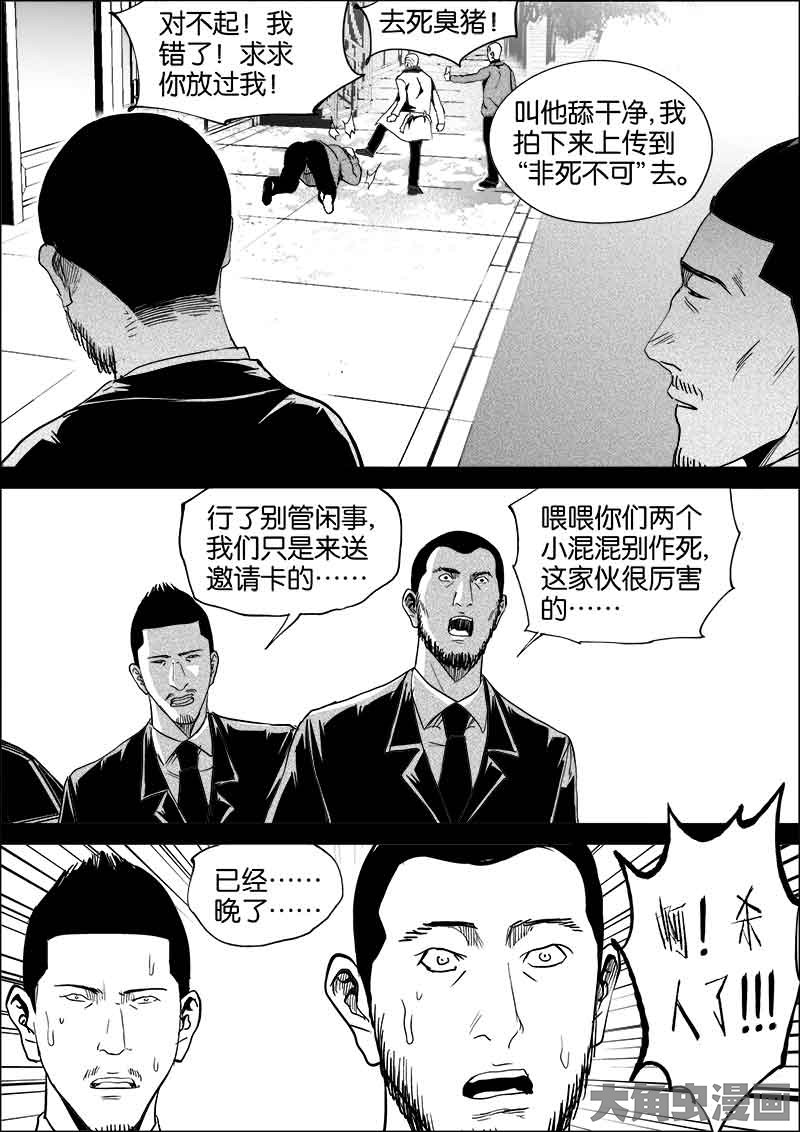 对不起！我
错了！求求
你放过我！
去死臭猪！
叫他舔干净，我
拍下来上传到
“非死不可”去。
喂喂你们两个
小混混别作死，
这家伙很厉害
的……
行了别管闲事，
我们只是来送
邀请卡的……
已经……
晚了……
啊！杀
人了!!!
大角虫漫画